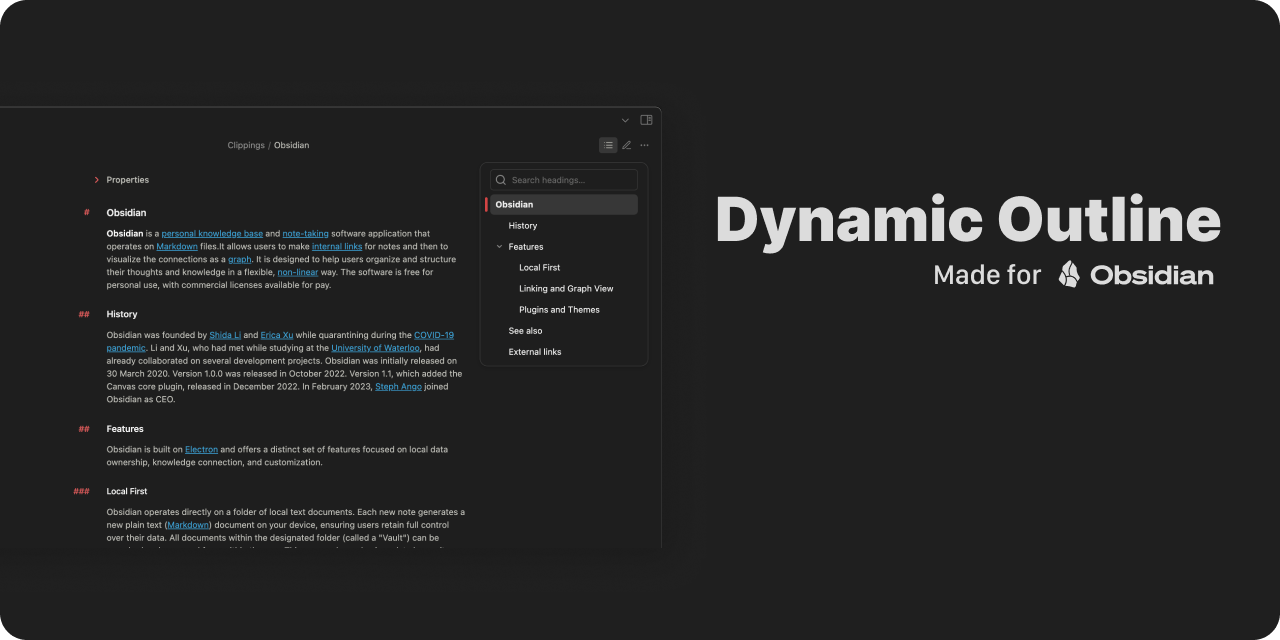 Clippings / Obsidian
Properties
# Obsidian
Obsidian is a personal knowledge base and note-taking software application that
operates on Markdown files.It allows users to make internal links for notes and then to
visualize the connections as a graph. It is designed to help users organize and structure
their thoughts and knowledge in a flexible, non-linear way. The software is free for
personal use, with commercial licenses available for pay.
## History
Obsidian was founded by Shida Li and Erica Xu while quarantining during the COVID-19
pandemic. Li and Xu, who had met while studying at the University of Waterloo, had
already collaborated on several development projects. Obsidian was initially released on
30 March 2020. Version 1.0.0 was released in October 2022. Version 1.1, which added the
Canvas core plugin, released in December 2022. In February 2023, Steph Ango joined
Obsidian as CEO.
## Features
Obsidian is built on Electron and offers a distinct set of features focused on local data
ownership, knowledge connection, and customization.
### Local First
Obsidian operates directly on a folder of local text documents. Each new note generates a
new plain text (Markdown) document on your device, ensuring users retain full control
over their data. All documents within the designated folder (called a "Vault") can be
Search headings...
Obsidian
History
Features
Local First
Linking and Graph View
Plugins and Themes
See also
External links
Dynamic Outline
Made for Obsidian